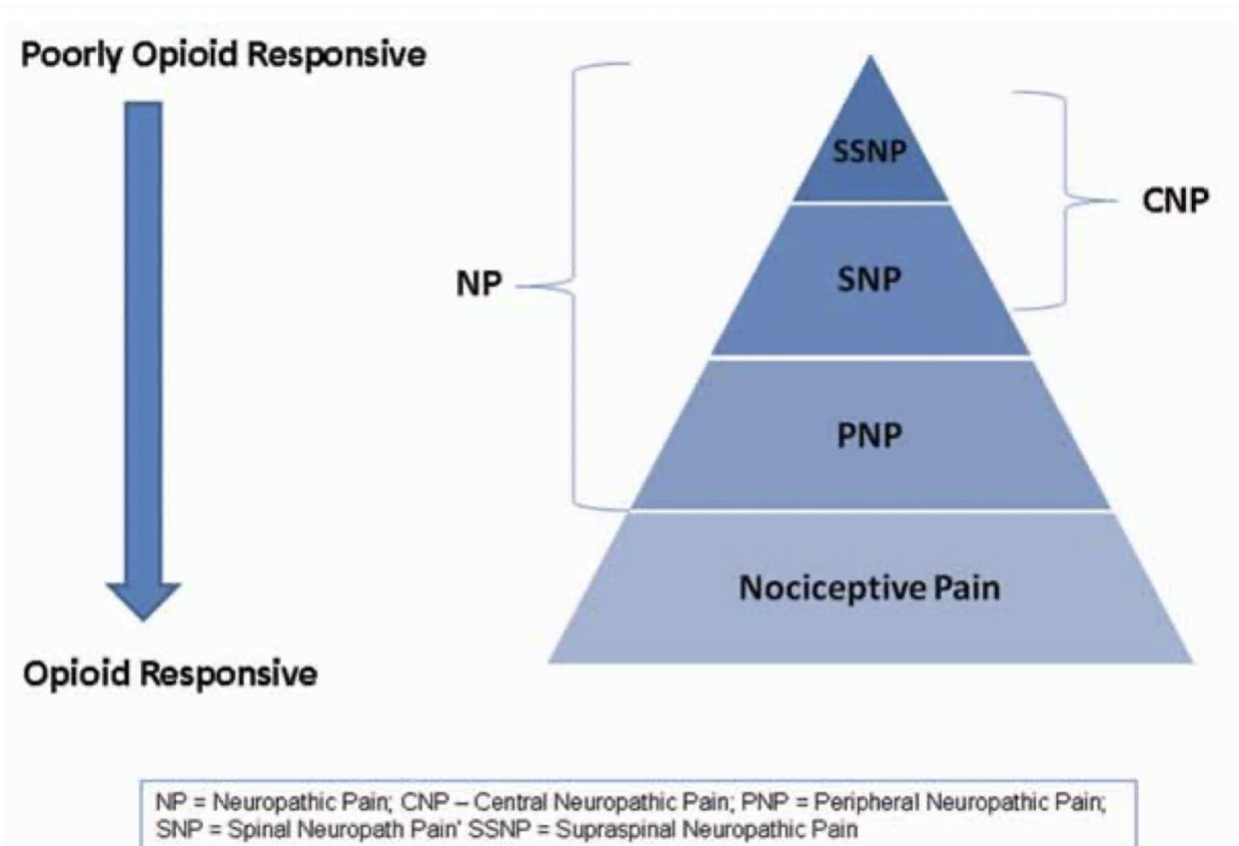 Poorly Opioid Responsive
SSNP
CNP
SNP
NP
PNP
Nociceptive Pain
Opioid Responsive
NP = Neuropathic Pain; CNP – Central Neuropathic Pain; PNP = Peripheral Neuropathic Pain;
SNP = Spinal Neuropath Pain' SSNP = Supraspinal Neuropathic Pain